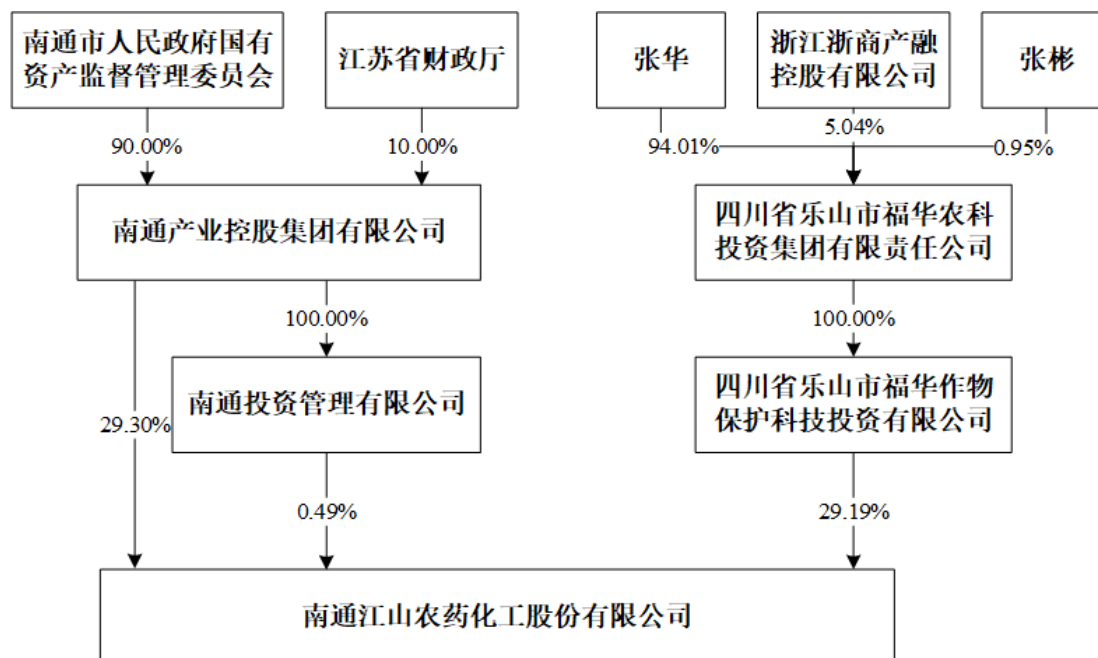 南通市人民政府国有
资产监督管理委员会
江苏省财政厅
张华
浙江浙商产融
控股有限公司
张彬
90.00%
10.00%
94.01%
5.04%
0.95%
南通产业控股集团有限公司
四川省乐山市福华农科
投资集团有限责任公司
100.00%
100.00%
南通投资管理有限公司
四川省乐山市福华作物
保护科技投资有限公司
29.30%
0.49%
29.19%
南通江山农药化工股份有限公司